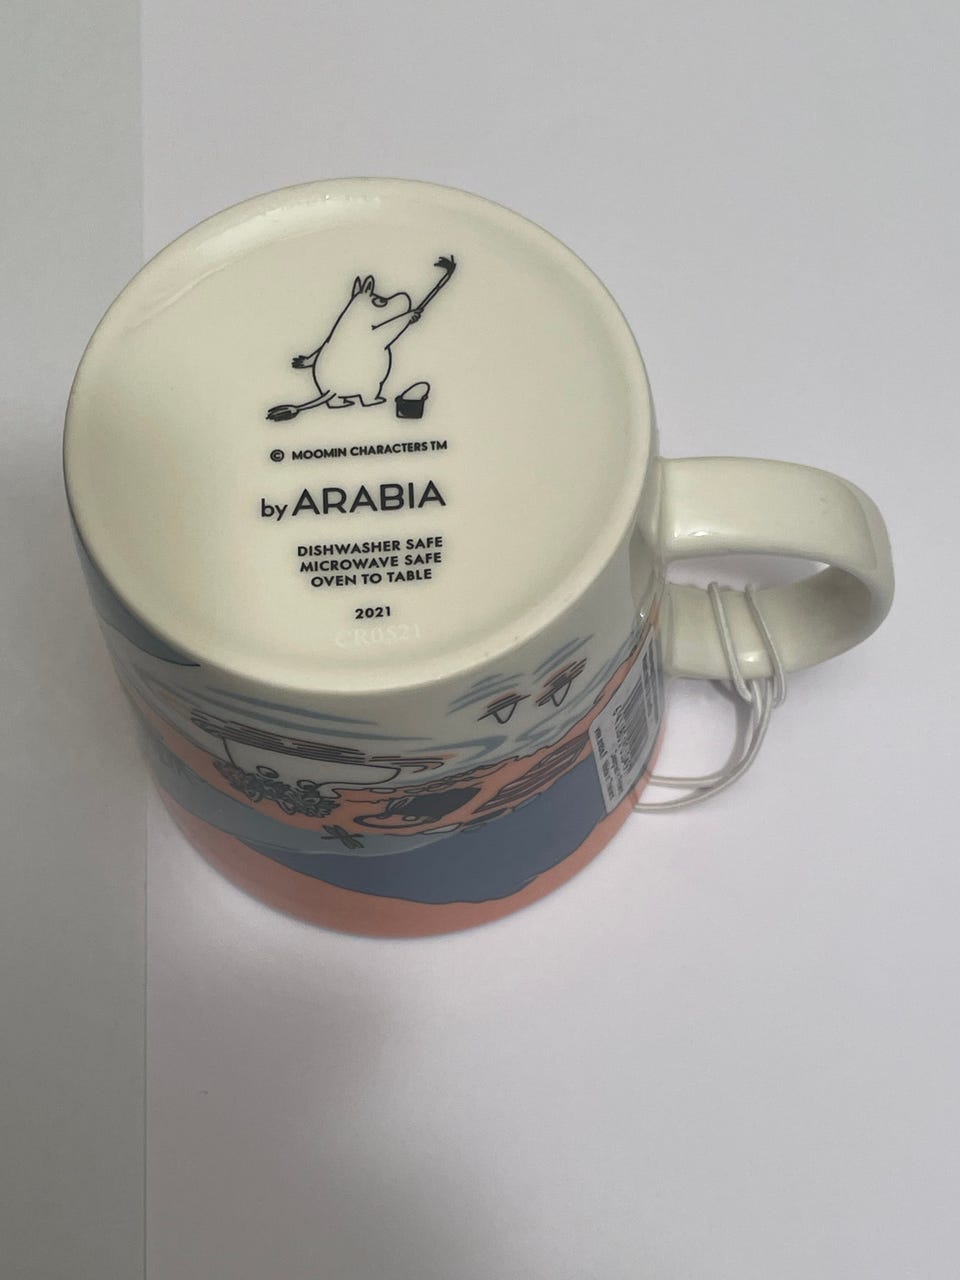 © MOOMIN CHARACTERS TM
by ARABIA
DISHWASHER SAFE
MICROWAVE SAFE
OVEN TO TABLE
2021
CR0521